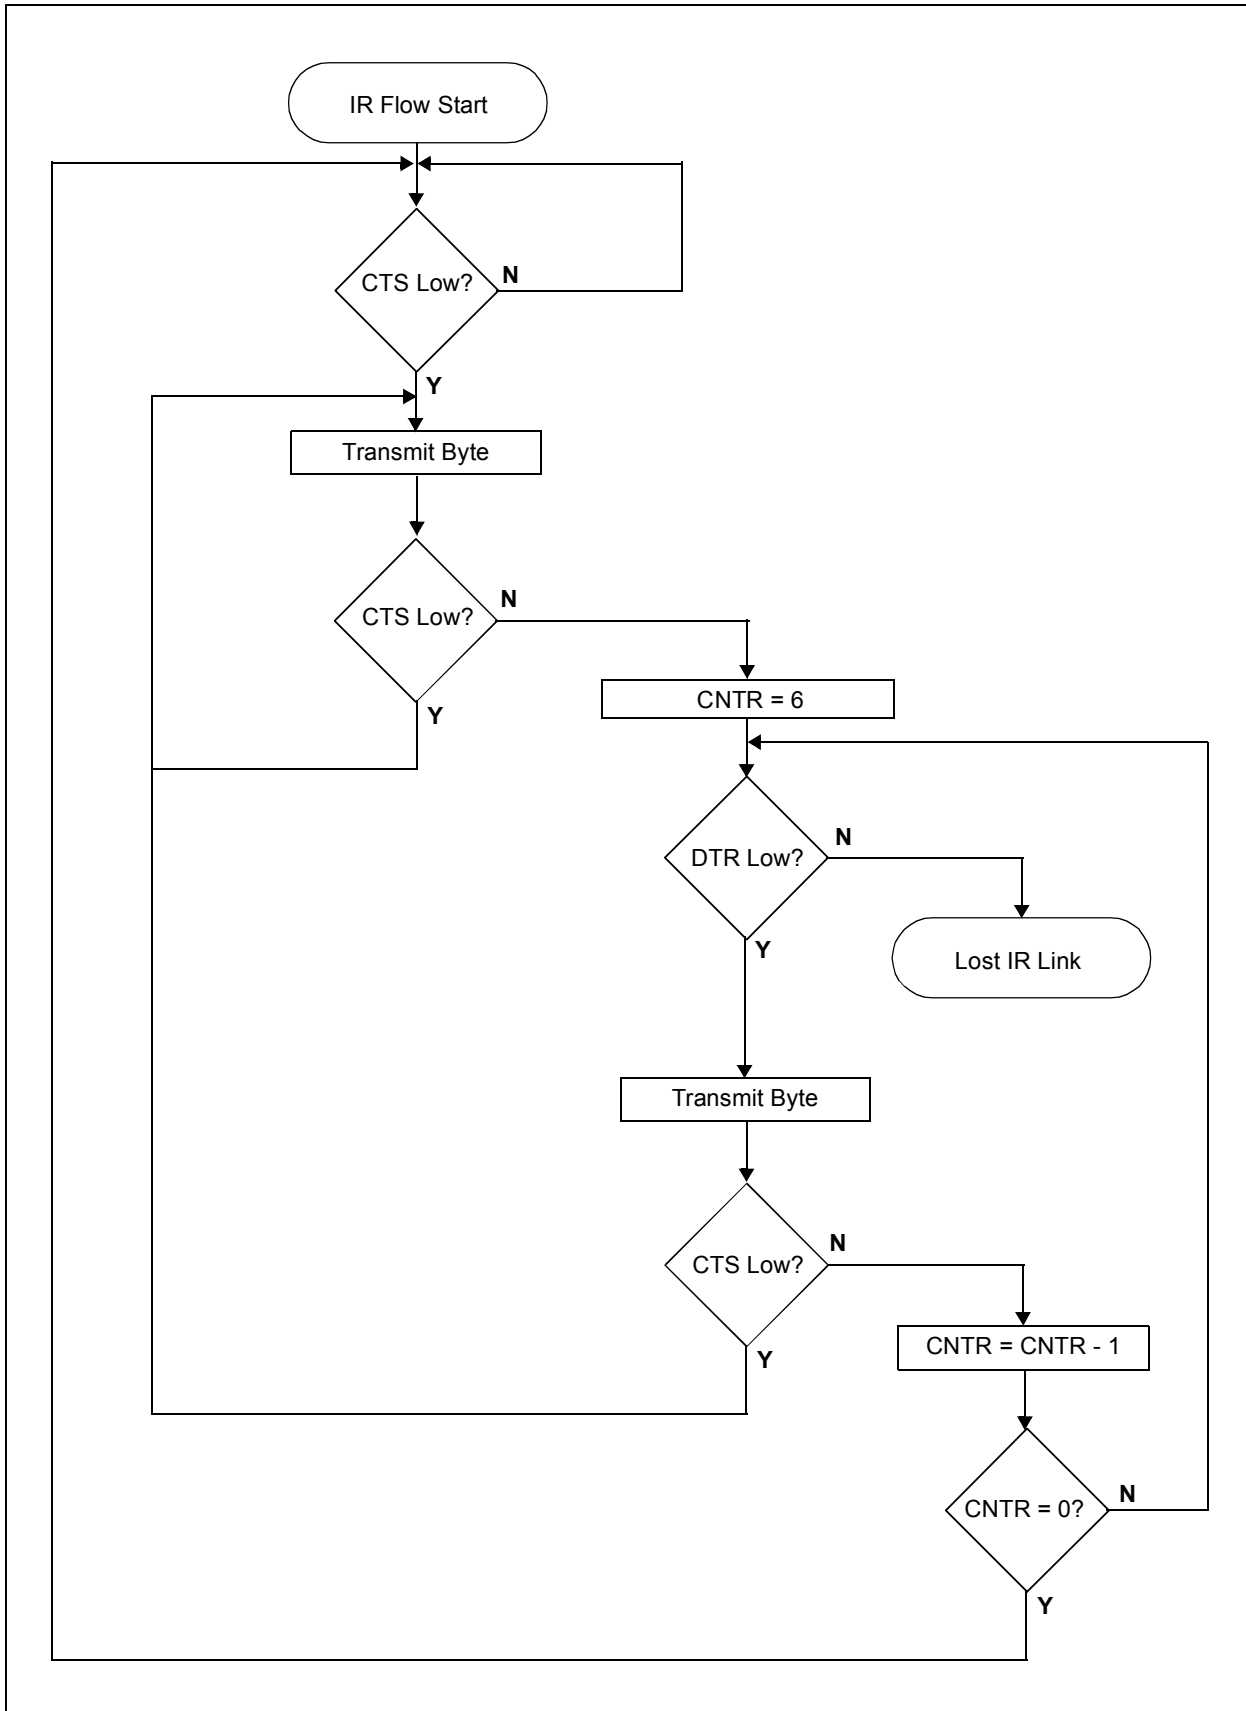 IR Flow Start
CTS Low?
N
Y
Transmit Byte
CTS Low?
N
Y
CNTR = 6
DTR Low?
N
Y
Lost IR Link
Transmit Byte
CTS Low?
N
Y
CNTR = CNTR - 1
CNTR = 0?
N
Y